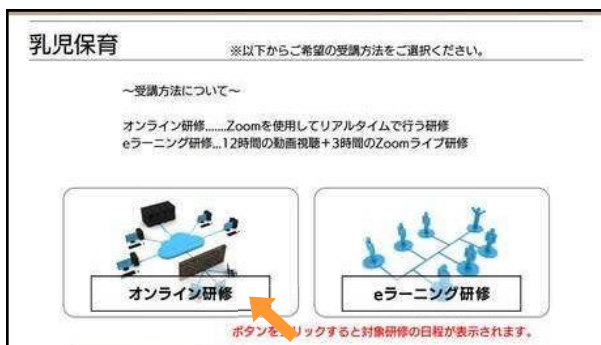 乳児保育
※以下からご希望の受講方法をご選択ください。
～受講方法について～
オンライン研修.......Zoomを使用してリアルタイムで行う研修
eラーニング研修...12時間の動画視聴＋3時間のZoomライブ研修
オンライン研修
eラーニング研修
ボタンをクリックすると対象研修の日程が表示されます。